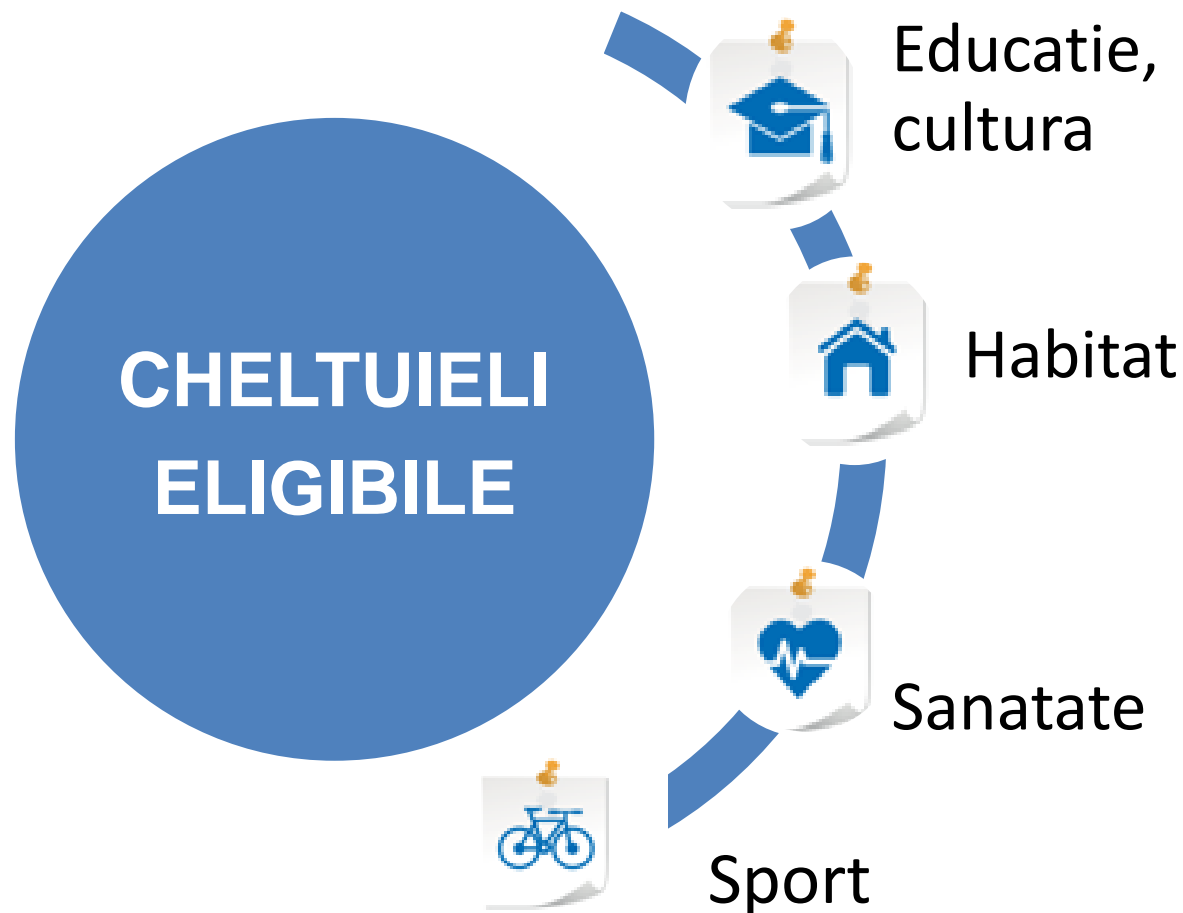 Educatie,
cultura
Habitat
CHELTUIELI
ELIGIBILE
Sanatate
Sport